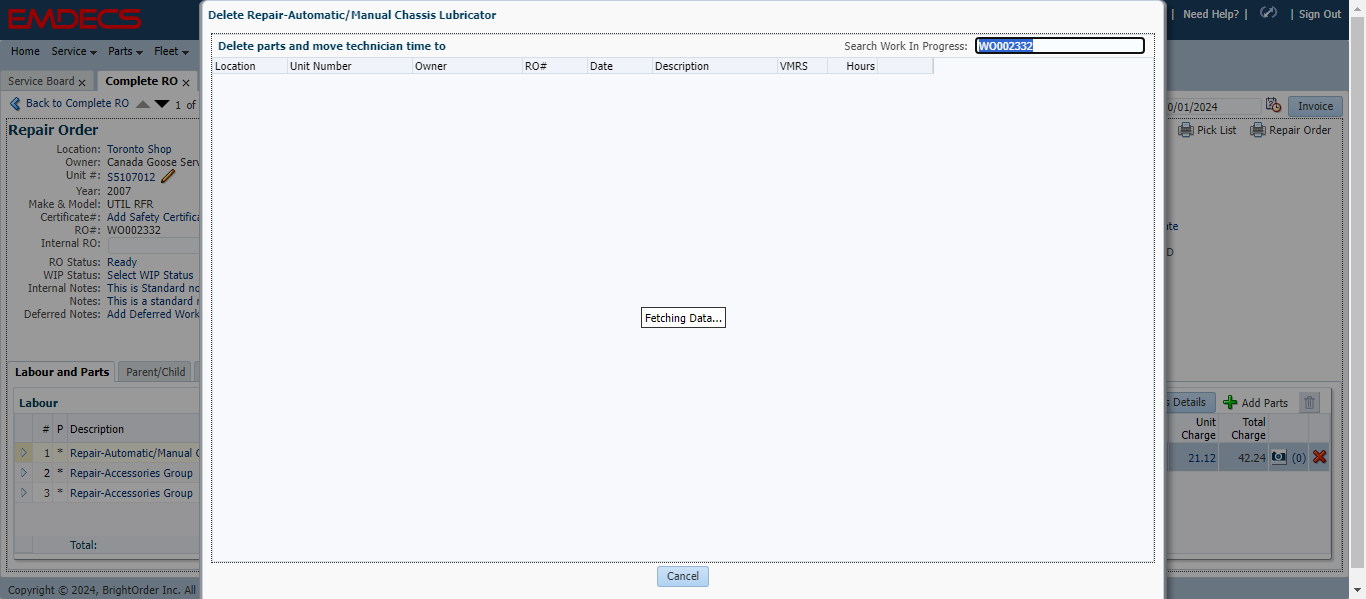 EMDECS
Need Help? | Sign Out
Home Service Parts Fleet
Service Board x Complete RO x
Back to Complete RO 1 of
0/01/2024 Invoice
Pick List Repair Order
Repair Order
Location: Toronto Shop
Owner: Canada Goose Serv
Unit #: S5107012
Year: 2007
Make & Model: UTIL RFR
Certificate#: Add Safety Certifica
RO#: WO002332
Internal RO:
RO Status: Ready
WIP Status: Select WIP Status
Internal Notes: This is Standard no
Notes: This is a standard
Deferred Notes: Add Deferred Work
Labour and Parts Parent/Child
Labour
# P Description
1 * Repair-Automatic/Manual C
2 * Repair-Accessories Group
3 * Repair-Accessories Group
Total:
Copyright © 2024, BrightOrder Inc. All
Delete Repair-Automatic/Manual Chassis Lubricator
Delete parts and move technician time to
Search Work In Progress: WO002332
Location Unit Number Owner RO# Date Description VMRS Hours
Fetching Data...
Cancel
s Details Add Parts
Unit Charge Total Charge
21.12 42.24 (0)